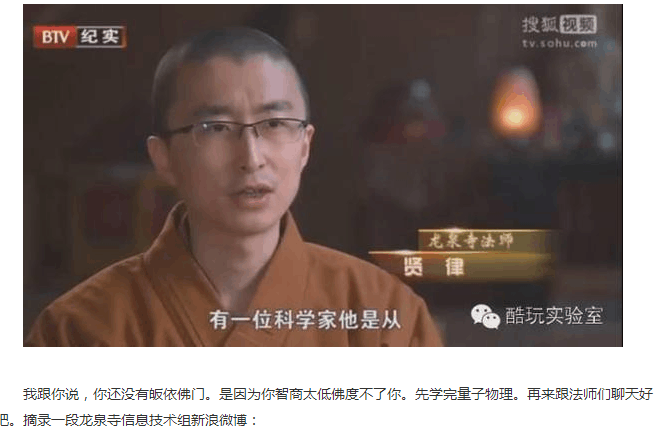 BTV 纪实
搜狐视频
tv.sohu.com
龙泉寺法师
贤 律
有一位科学家他是从
酷玩实验室
我跟你说，你还没有皈依佛门。是因为你智商太低佛度不了你。先学完量子物理。再来跟法师们聊天好
吧。摘录一段龙泉寺信息技术组新浪微博：